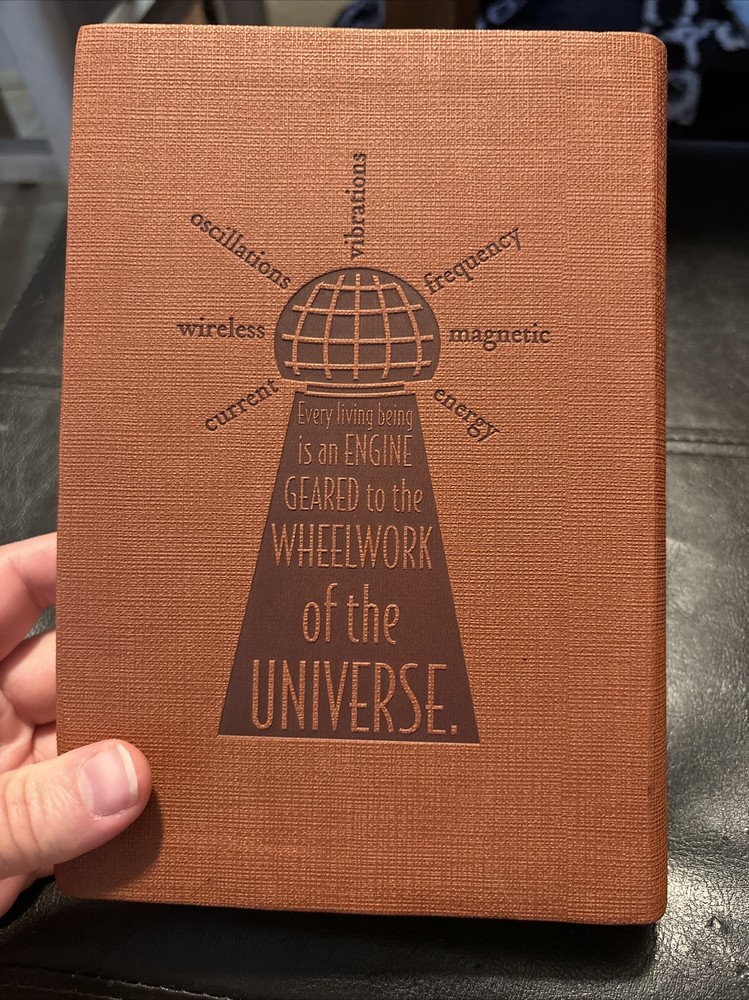 vibrations
oscillations
frequency
wireless
magnetic
current
energy
Every living being
is an ENGINE
GEARED to the
WHEELWORK
of the
UNIVERSE.